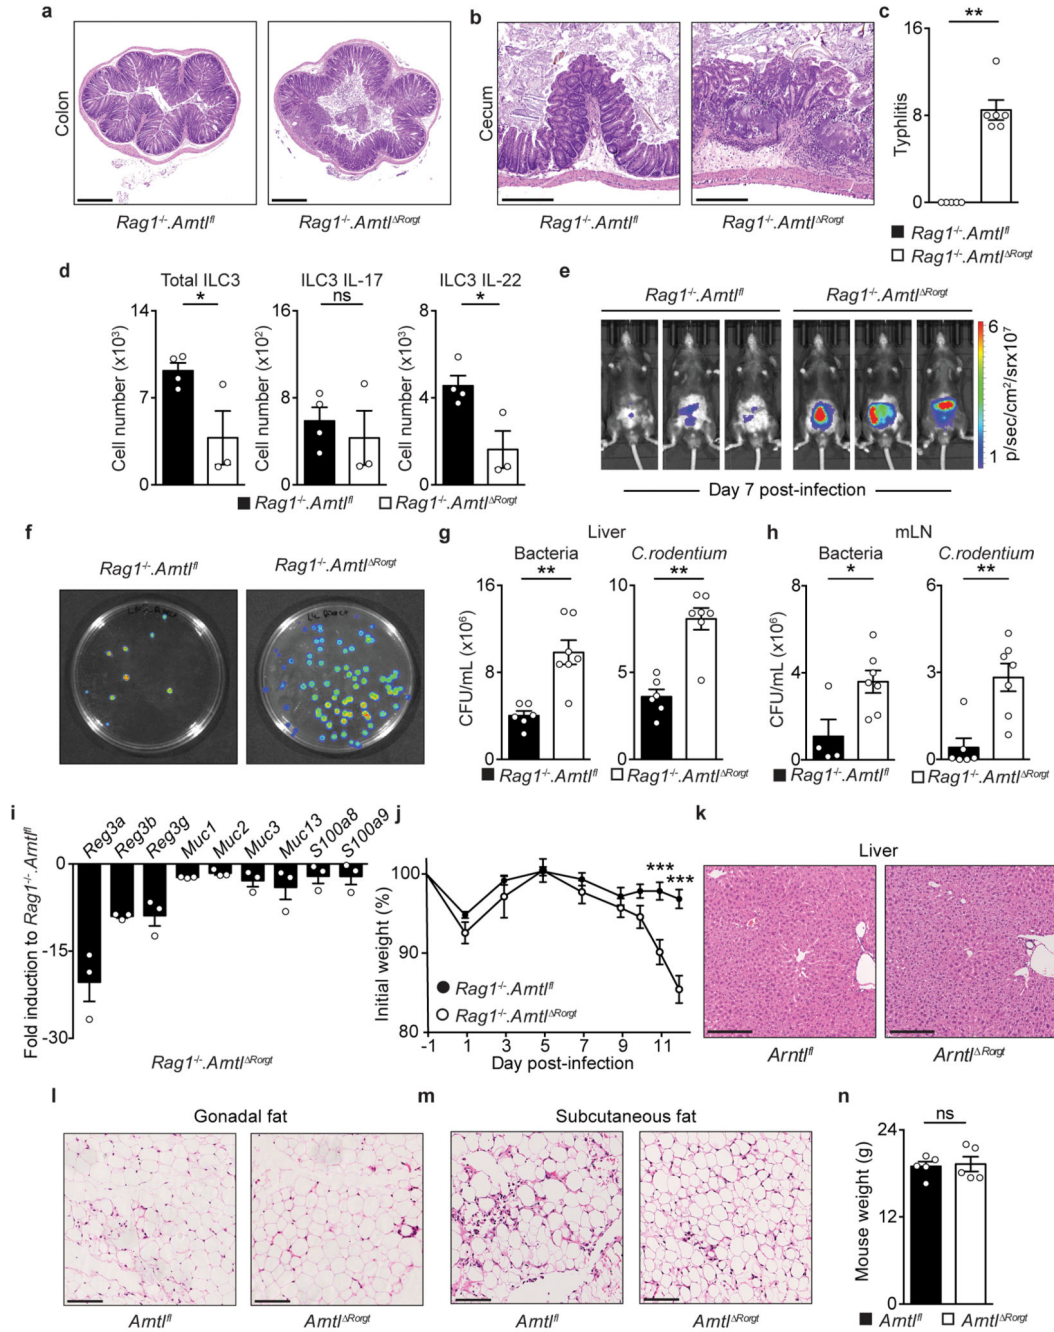 a
Colon
Rag1-/-.Arntlfl
Rag1-/-.ArntlΔRorgt
b
Cecum
Rag1-/-.Arntlfl
Rag1-/-.ArntlΔRorgt
c
**
16
8
0
Typhlitis
Rag1-/-.Arntlfl
Rag1-/-.ArntlΔRorgt
d
Total ILC3
*
14
7
0
Cell number (x10³)
ILC3 IL-17
ns
16
8
0
Cell number (x10²)
ILC3 IL-22
*
8
4
0
Cell number (x10³)
Rag1-/-.Arntlfl
Rag1-/-.ArntlΔRorgt
e
Rag1-/-.Arntlfl
Rag1-/-.ArntlΔRorgt
6
1
p/sec/cm²/srx10⁷
Day 7 post-infection
f
Rag1-/-.Arntlfl
Rag1-/-.ArntlΔRorgt
g
Liver
Bacteria
**
16
8
0
CFU/mL (x10⁶)
C.rodentium
**
10
5
0
Rag1-/-.Arntlfl
Rag1-/-.ArntlΔRorgt
h
mLN
Bacteria
*
8
4
0
CFU/mL (x10⁶)
C.rodentium
**
6
3
0
Rag1-/-.Arntlfl
Rag1-/-.ArntlΔRorgt
i
Reg3a
Reg3b
Reg3g
Muc1
Muc2
Muc3
Muc13
S100a8
S100a9
0
-15
-30
Fold induction to Rag1-/-.Arntlfl
Rag1-/-.ArntlΔRorgt
j
100
90
80
Initial weight (%)
***
***
Rag1-/-.Arntlfl
Rag1-/-.ArntlΔRorgt
-1 1 3 5 7 9 11
Day post-infection
k
Liver
Arntlfl
ArntlΔRorgt
l
Gonadal fat
Arntlfl
ArntlΔRorgt
m
Subcutaneous fat
Arntlfl
ArntlΔRorgt
n
ns
24
12
0
Mouse weight (g)
Arntlfl
ArntlΔRorgt